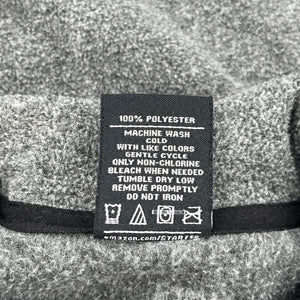 100% POLYESTER
MACHINE WASH
COLD
WITH LIKE COLORS
GENTLE CYCLE
ONLY NON-CHLORINE
BLEACH WHEN NEEDED
TUMBLE DRY LOW
REMOVE PROMPTLY
DO NOT IRON